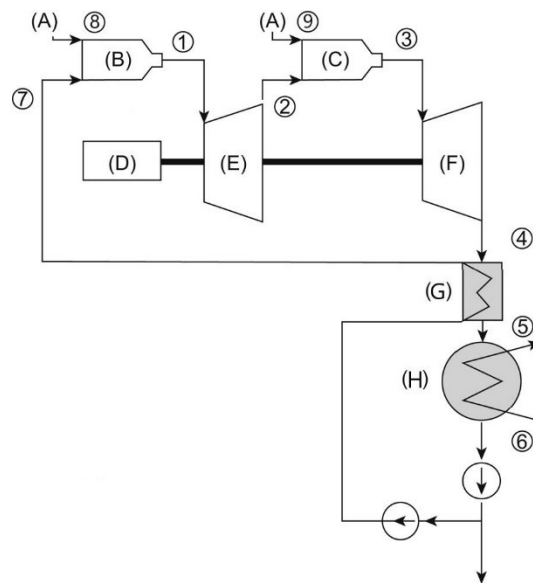 (A) ⑧ ① (A) ⑨ ③
(B) (C)
⑦ ②
(D) (E) (F)
④
(G)
⑤
(H)
⑥